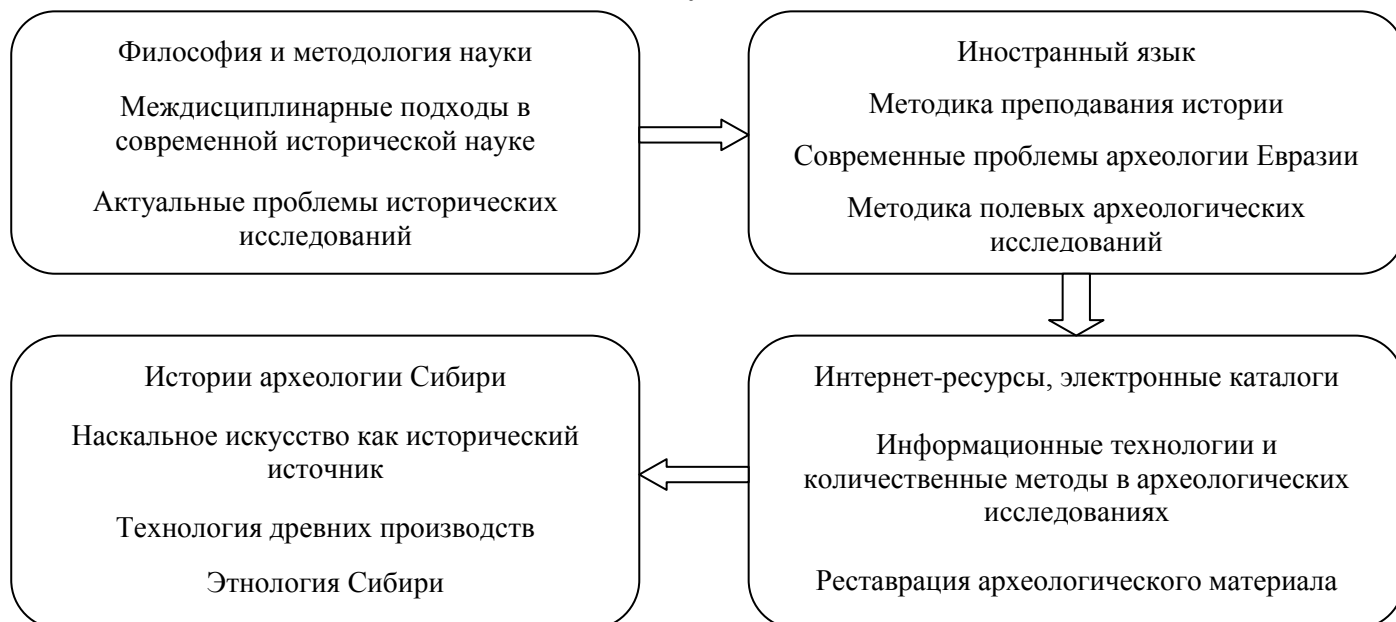 Философия и методология науки
Междисциплинарные подходы в
современной исторической науке
Актуальные проблемы исторических
исследований
Иностранный язык
Методика преподавания истории
Современные проблемы археологии Евразии
Методика полевых археологических
исследований
Интернет-ресурсы, электронные каталоги
Информационные технологии и
количественные методы в археологических
исследованиях
Реставрация археологического материала
Истории археологии Сибири
Наскальное искусство как исторический
источник
Технология древних производств
Этнология Сибири